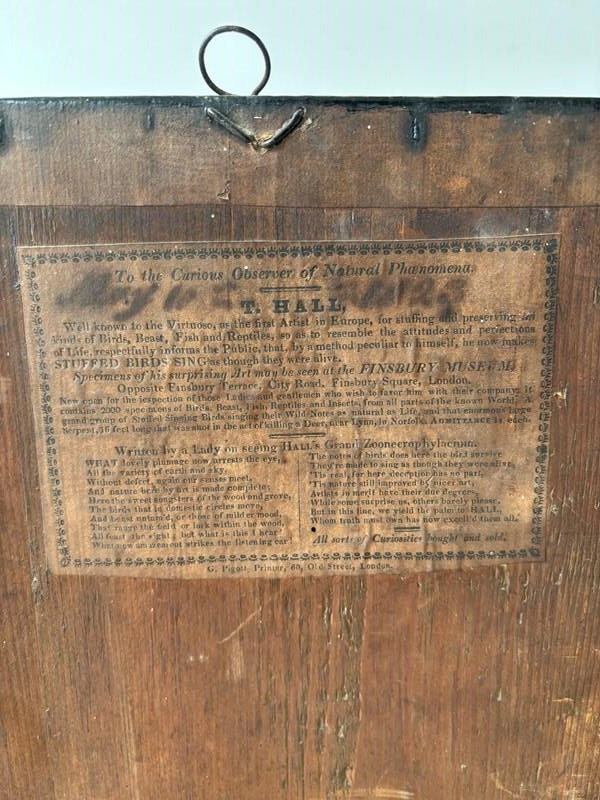 To the Curious Observer of Natural Phœnomena.
T. HALL,
Well known to the Virtuoso, as the first Artist in Europe, for stuffing and preserving all
kinds of Birds, Beast, Fish and Reptiles, so as to resemble the attitudes and perfections
of Life, respectfully informs the Public, that, by a method peculiar to himself, he now makes
STUFFED BIRDS SING as though they were alive.
Specimens of his surprising Art may be seen at the FINSBURY MUSEUM,
Opposite Finsbury Terrace, City Road, Finsbury Square, London.
Now open for the inspection of those Ladies and gentlemen who wish to favor him with their company: It
contains 2000 specimens of Birds, Beast, Fish, Reptiles and Insects, from all parts of the known World, A
grand group of Stuffed Singing Birds singing their Wild Notes as natural as Life, and that enormous large
Serpent, 16 feet long that was shot in the act of killing a Deer, near Lynn, in Norfolk. ADMITANCE 1s. each.
Written by a Lady on seeing HALL's Grand Zoonecrophylacium.
WHAT lovely plumage now arrests the eye,
All the variety of earth and sky,
Without defect, again our senses meet,
And nature here by art is made complete;
Here the sweet songsters of the wood and grove,
The birds that in domestic circles move,
And beast untam'd, or those of milder mood,
That range the field or lurk within the wood,
All feast the sight; but what is this I hear!
What now am'zement strikes the listening ear!
The notes of birds does here the bird survive
They're made to sing as though they were alive,
'Tis real, for here deception has no part,
'Tis nature still improved by nicer art,
Artists in merit have their due degree,
While some surprise us, others barely please,
But in this line, we yield the palm to HALL,
Whom truth must own has now excell'd them all.
All sorts of Curiosities bought and sold.
G. Pigott, Printer, 60, Old Street, London.